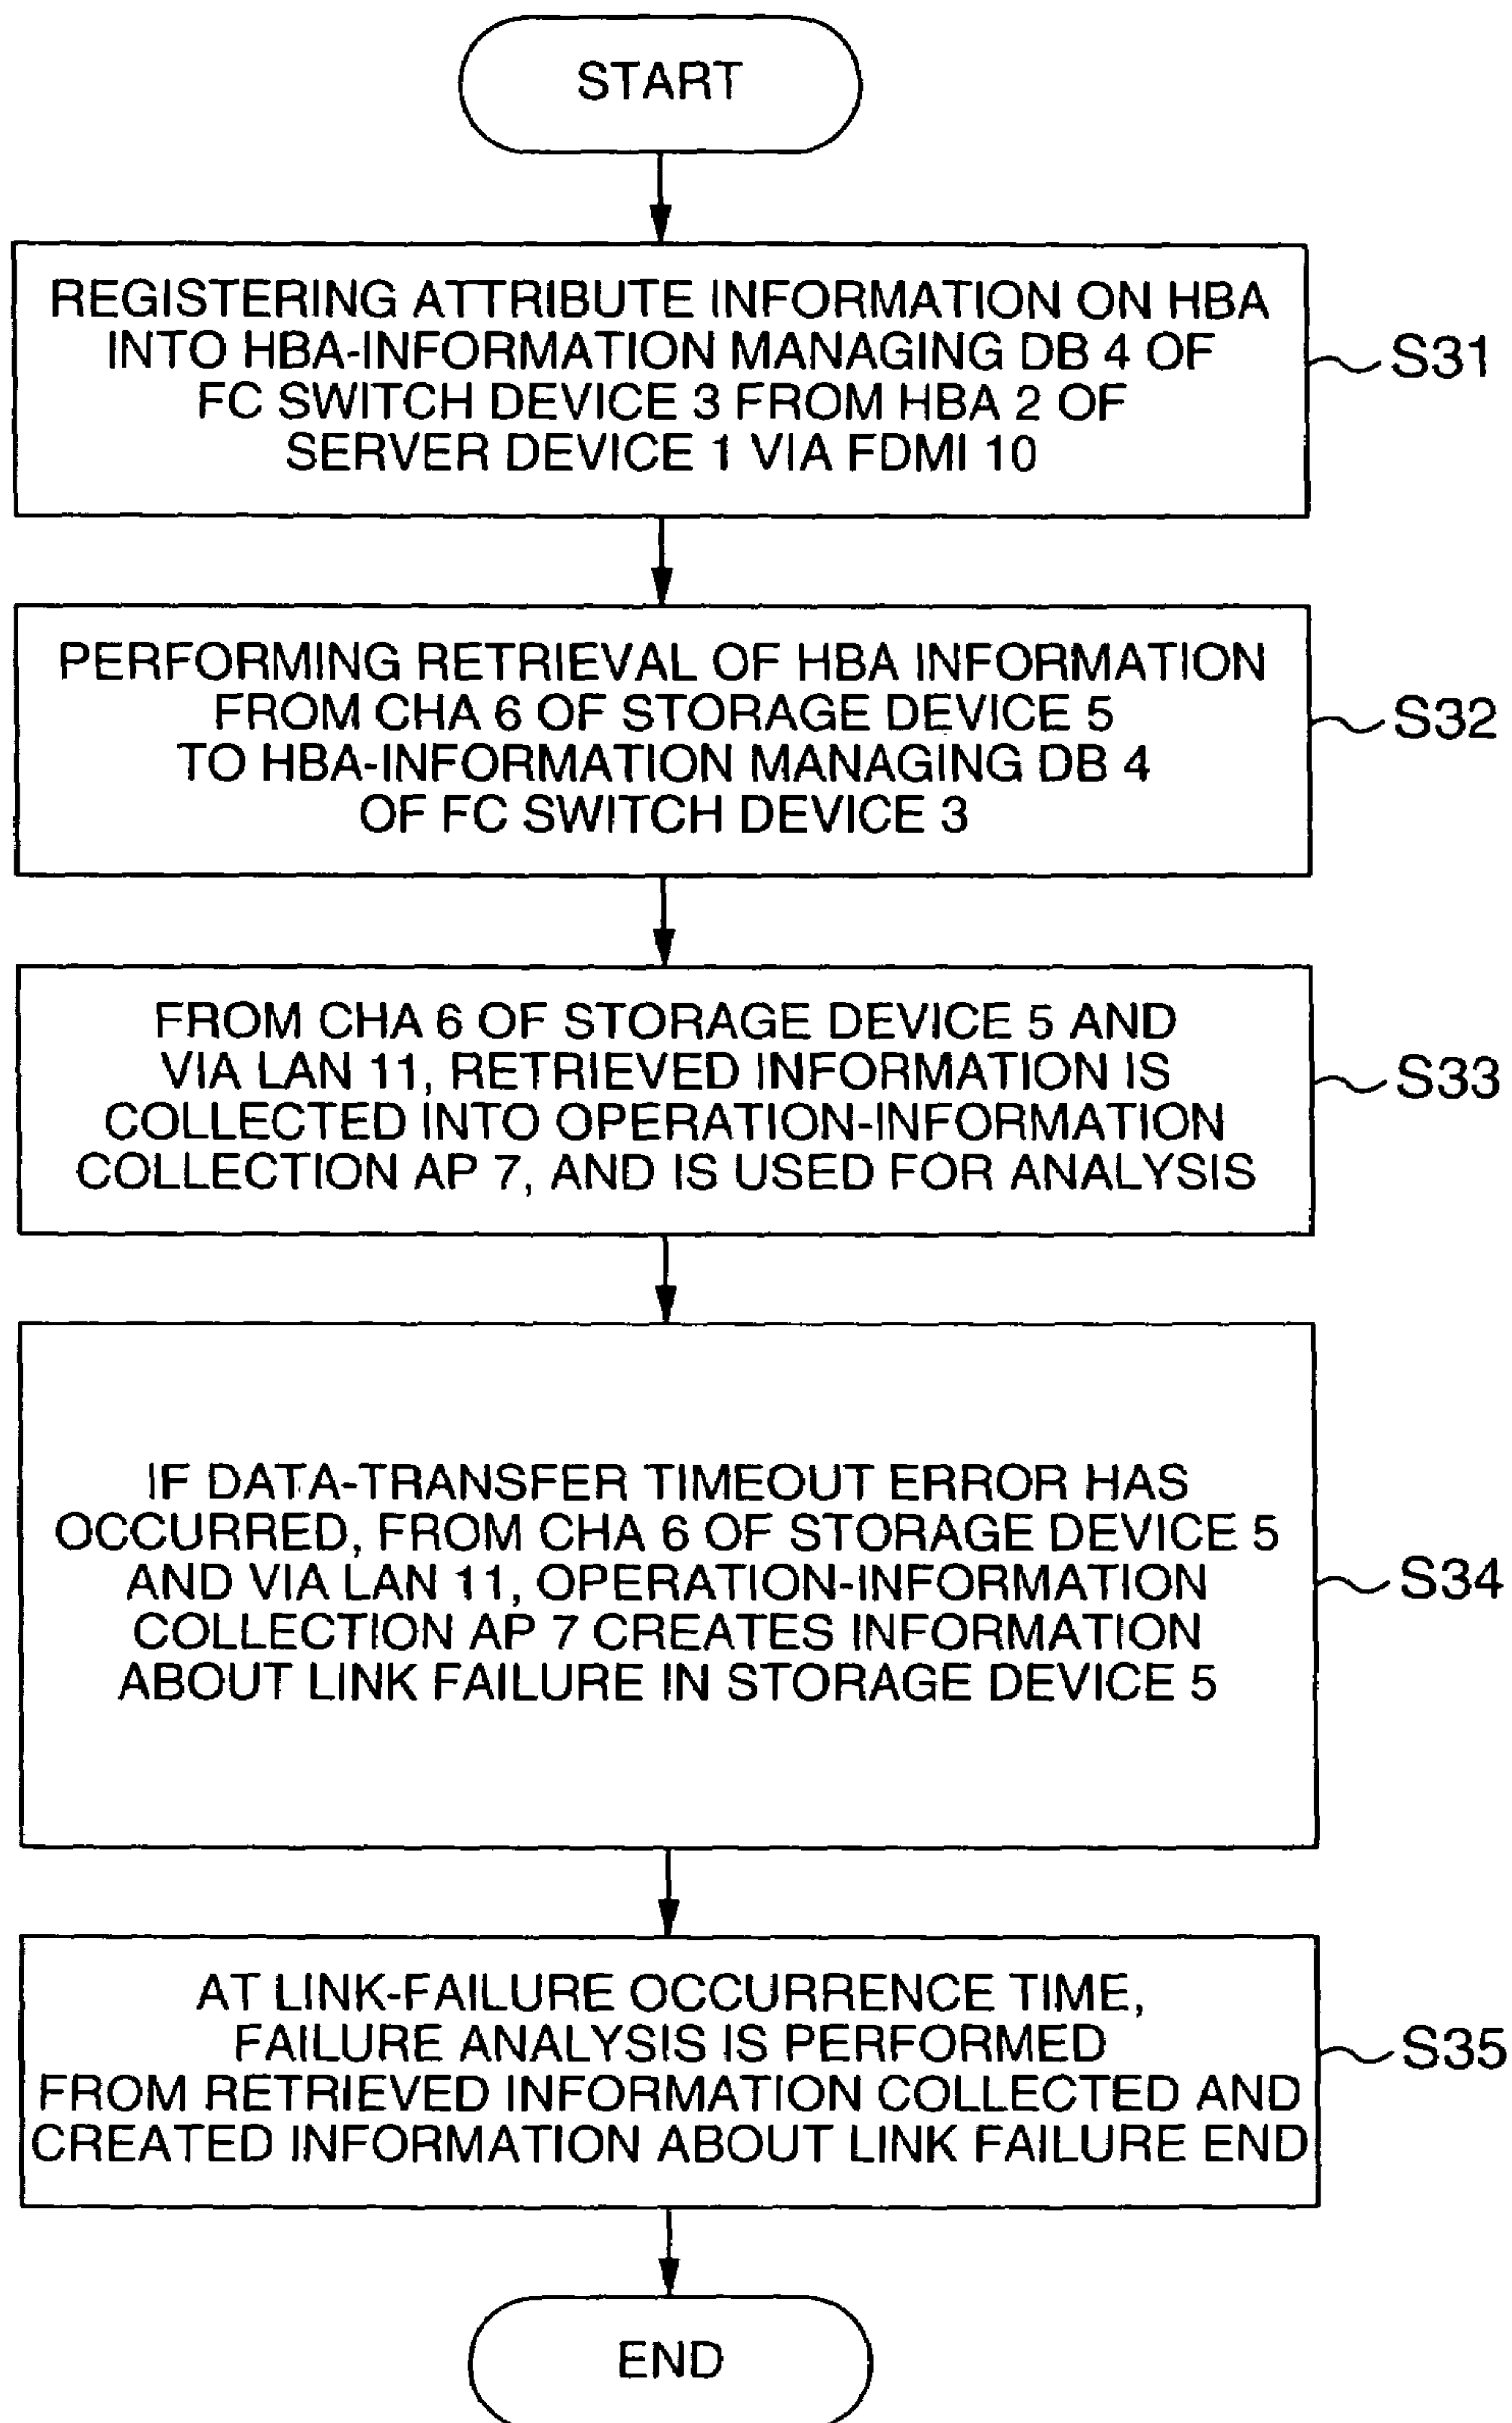 START
REGISTERING ATTRIBUTE INFORMATION ON HBA
INTO HBA-INFORMATION MANAGING DB 4 OF
FC SWITCH DEVICE 3 FROM HBA 2 OF
SERVER DEVICE 1 VIA FDMI 10
S31
PERFORMING RETRIEVAL OF HBA INFORMATION
FROM CHA 6 OF STORAGE DEVICE 5
TO HBA-INFORMATION MANAGING DB 4
OF FC SWITCH DEVICE 3
S32
FROM CHA 6 OF STORAGE DEVICE 5 AND
VIA LAN 11, RETRIEVED INFORMATION IS
COLLECTED INTO OPERATION-INFORMATION
COLLECTION AP 7, AND IS USED FOR ANALYSIS
S33
IF DATA-TRANSFER TIMEOUT ERROR HAS
OCCURRED, FROM CHA 6 OF STORAGE DEVICE 5
AND VIA LAN 11, OPERATION-INFORMATION
COLLECTION AP 7 CREATES INFORMATION
ABOUT LINK FAILURE IN STORAGE DEVICE 5
S34
AT LINK-FAILURE OCCURRENCE TIME,
FAILURE ANALYSIS IS PERFORMED
FROM RETRIEVED INFORMATION COLLECTED AND
CREATED INFORMATION ABOUT LINK FAILURE END
S35
END